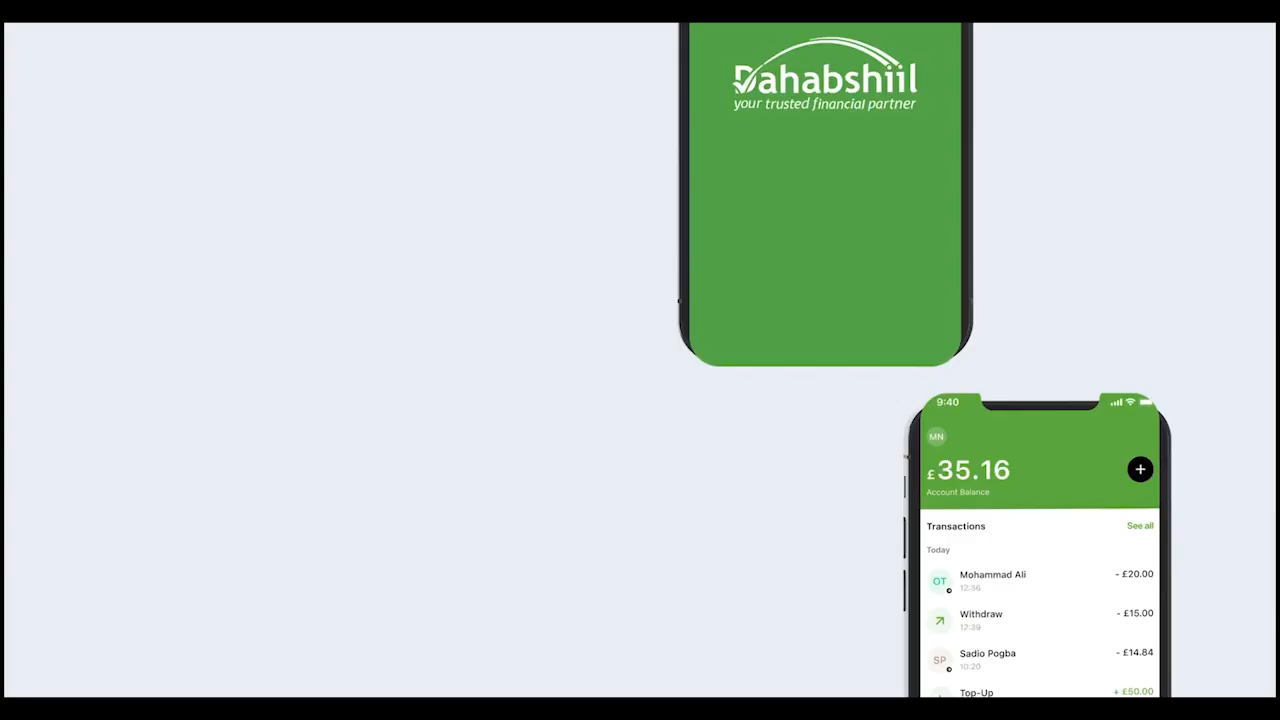 Dahabshiil
your trusted financial partner
9:40
MN
£35.16
Account Balance
Transactions
See all
Today
OT
Mohammad Ali
- £20.00
12:36
Withdraw
- £15.00
12:39
SP
Sadio Pogba
- £14.84
10:20
Top-Up
+ £50.00